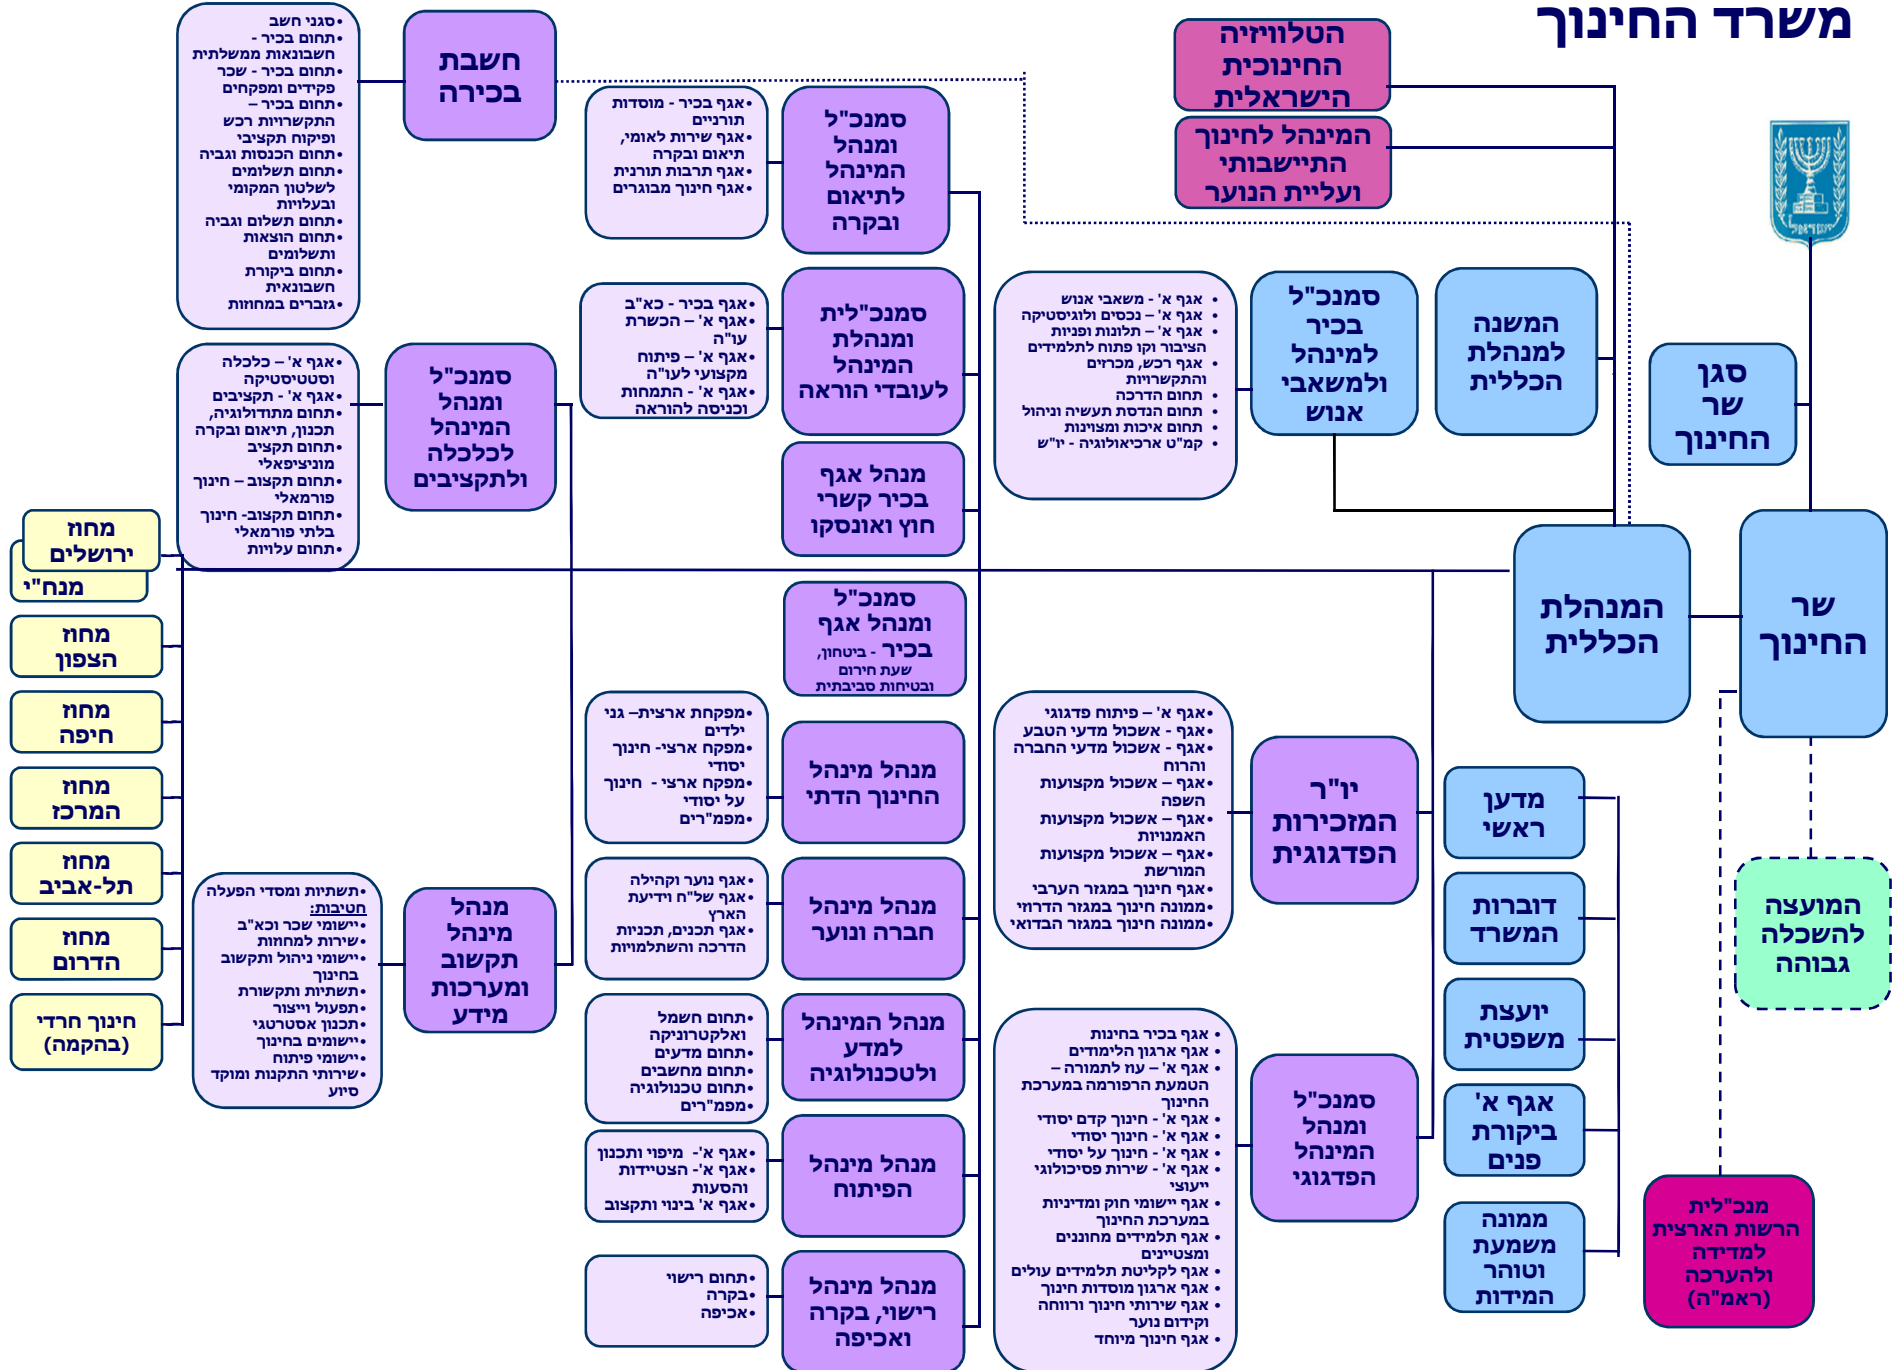 משרד החינוך
שר
החינוך
סגן
שר
החינוך
המנהלת
הכללית
המועצה
להשכלה
גבוהה
מנכ"לית
הרשות הארצית
למדידה
ולהערכה
(ראמ"ה)
הטלוויזיה
החינוכית
הישראלית
המינהל לחינוך
התיישבותי
ועליית הנוער
המשנה
למנהלת
הכללית
סמנכ"ל
בכיר
למינהל
ולמשאבי
אנוש
• אגף א' - משאבי אנוש
• אגף א' – נכסים ולוגיסטיקה
• אגף א' – תלונות ופניות
הציבור וקו פתוח לתלמידים
• אגף רכש, מכרזים
והתקשרויות
• תחום הדרכה
• תחום הנדסת תעשיה וניהול
• תחום איכות ומצוינות
• קמ"ט ארכיאולוגיה - יו"ש
מדען
ראשי
דוברות
המשרד
יועצת
משפטית
אגף א'
ביקורת
פנים
ממונה
משמעת
וטוהר
המידות
יו"ר
המזכירות
הפדגוגית
•אגף א' – פיתוח פדגוגי
•אגף - אשכול מדעי הטבע
•אגף - אשכול מדעי החברה
והרוח
•אגף – אשכול מקצועות
השפה
•אגף – אשכול מקצועות
האמנויות
•אגף – אשכול מקצועות
המורשת
•אגף חינוך במגזר הערבי
•ממונה חינוך במגזר הדרוזי
•ממונה חינוך במגזר הבדואי
סמנכ"ל
ומנהל
המינהל
הפדגוגי
• אגף בכיר בחינות
• אגף ארגון הלימודים
• אגף א' – עוז לתמורה –
הטמעת הרפורמה במערכת
החינוך
• אגף א' - חינוך קדם יסודי
• אגף א' - חינוך יסודי
• אגף א' - חינוך על יסודי
• אגף א' - שירות פסיכולוגי
ייעוצי
• אגף יישומי חוק ומדיניות
במערכת החינוך
• אגף תלמידים מחוננים
ומצטיינים
• אגף לקליטת תלמידים עולים
• אגף ארגון מוסדות חינוך
• אגף שירותי חינוך ורווחה
וקידום נוער
• אגף חינוך מיוחד
סמנכ"ל
ומנהל
המינהל
לתיאום
ובקרה
•אגף בכיר - מוסדות
תורניים
•אגף שירות לאומי,
תיאום ובקרה
•אגף תרבות תורנית
•אגף חינוך מבוגרים
סמנכ"לית
ומנהלת
המינהל
לעובדי הוראה
•אגף בכיר - כא"ב
•אגף א' – הכשרת
עו"ה
•אגף א' – פיתוח
מקצועי לעו"ה
•אגף א' - התמחות
וכניסה להוראה
מנהל אגף
בכיר קשרי
חוץ ואונסקו
סמנכ"ל
ומנהל אגף
בכיר - ביטחון,
שעת חירום
ובטיחות סביבתית
מנהל מינהל
החינוך הדתי
•מפקחת ארצית– גני
ילדים
•מפקח ארצי- חינוך
יסודי
•מפקח ארצי - חינוך
על יסודי
•מפמ"רים
מנהל מינהל
חברה ונוער
•אגף נוער וקהילה
•אגף של"ח וידיעת
הארץ
•אגף תכנים, תכניות
הדרכה והשתלמויות
מנהל המינהל
למדע
ולטכנולוגיה
•תחום חשמל
ואלקטרוניקה
•תחום מדעים
•תחום מחשבים
•תחום טכנולוגיה
•מפמ"רים
מנהל מינהל
הפיתוח
•אגף א'- מיפוי ותכנון
•אגף א'- הצטיידות
והסעות
•אגף א' בינוי ותקצוב
מנהל מינהל
רישוי, בקרה
ואכיפה
•תחום רישוי
•בקרה
•אכיפה
חשבת
בכירה
•סגני חשב
•תחום בכיר -
חשבונאות ממשלתית
•תחום בכיר - שכר
פקידים ומפקחים
•תחום בכיר –
התקשרויות רכש
ופיקוח תקציבי
•תחום הכנסות וגביה
•תחום תשלומים
לשלטון המקומי
ובעלויות
•תחום תשלום וגביה
•תחום הוצאות
ותשלומים
•תחום ביקורת
חשבונאית
•גזברים במחוזות
סמנכ"ל
ומנהל
המינהל
לכלכלה
ולתקציבים
•אגף א' – כלכלה
וסטטיסטיקה
•אגף א' - תקציבים
•תחום מתודולוגיה,
תכנון, תיאום ובקרה
•תחום תקציב
מוניציפאלי
•תחום תקצוב – חינוך
פורמאלי
•תחום תקצוב- חינוך
בלתי פורמאלי
•תחום עלויות
מנהל
מינהל
תקשוב
ומערכות
מידע
•תשתיות ומסדי הפעלה
חטיבות:
•יישומי שכר וכא"ב
•שירות למחוזות
•יישומי ניהול ותקשוב
בחינוך
•תשתיות ותקשורת
•תפעול וייצור
•תכנון אסטרטגי
•יישומים בחינוך
•יישומי פיתוח
•שירותי התקנות ומוקד
סיוע
מחוז
ירושלים
מנח"י
מחוז
הצפון
מחוז
חיפה
מחוז
המרכז
מחוז
תל-אביב
מחוז
הדרום
חינוך חרדי
(בהקמה)